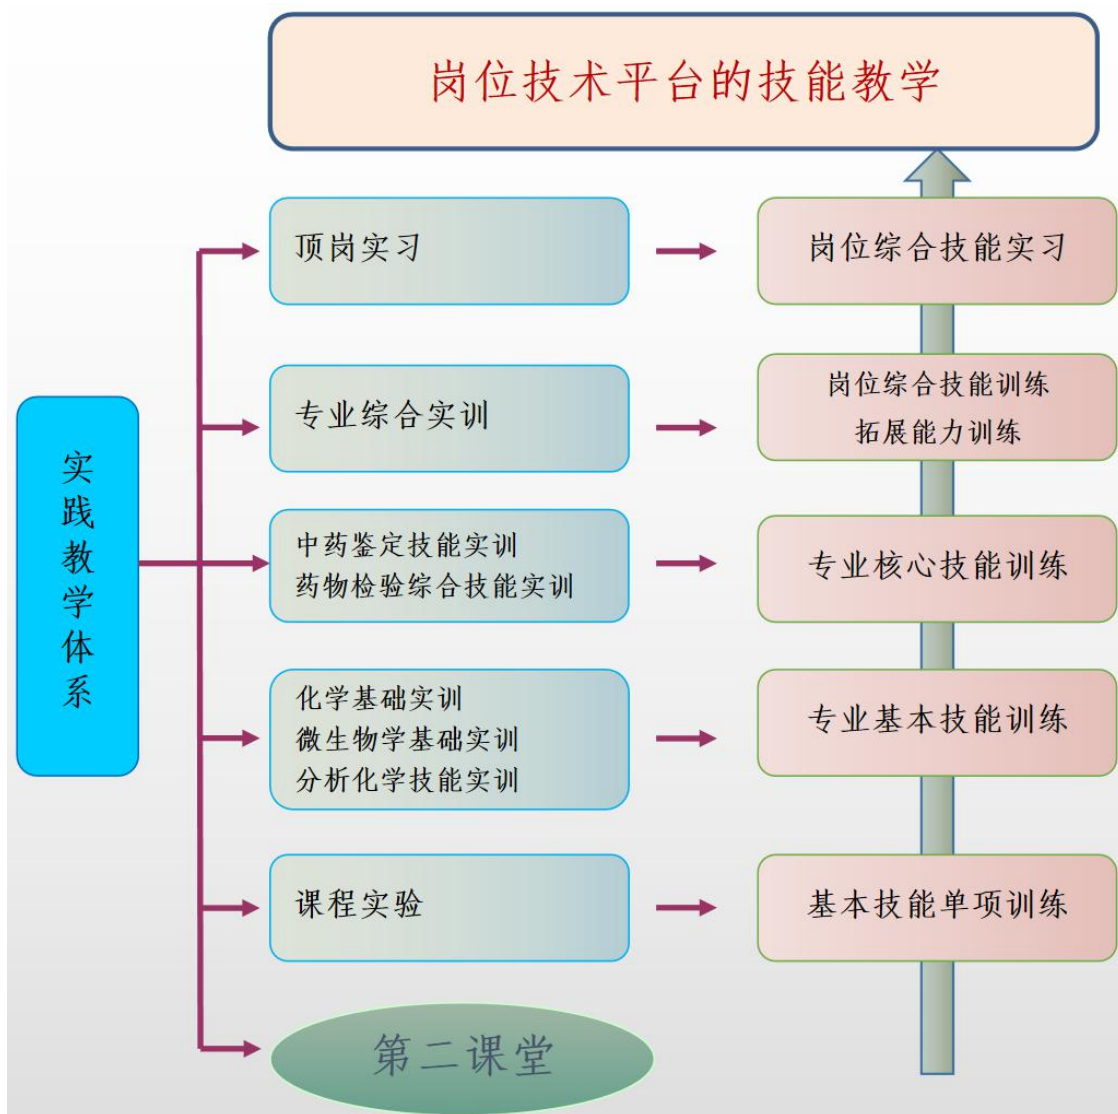 岗位技术平台的技能教学
实践教学体系
顶岗实习
岗位综合技能实习
专业综合实训
岗位综合技能训练
拓展能力训练
中药鉴定技能实训
药物检验综合技能实训
专业核心技能训练
化学基础实训
微生物学基础实训
分析化学技能实训
专业基本技能训练
课程实验
基本技能单项训练
第二课堂